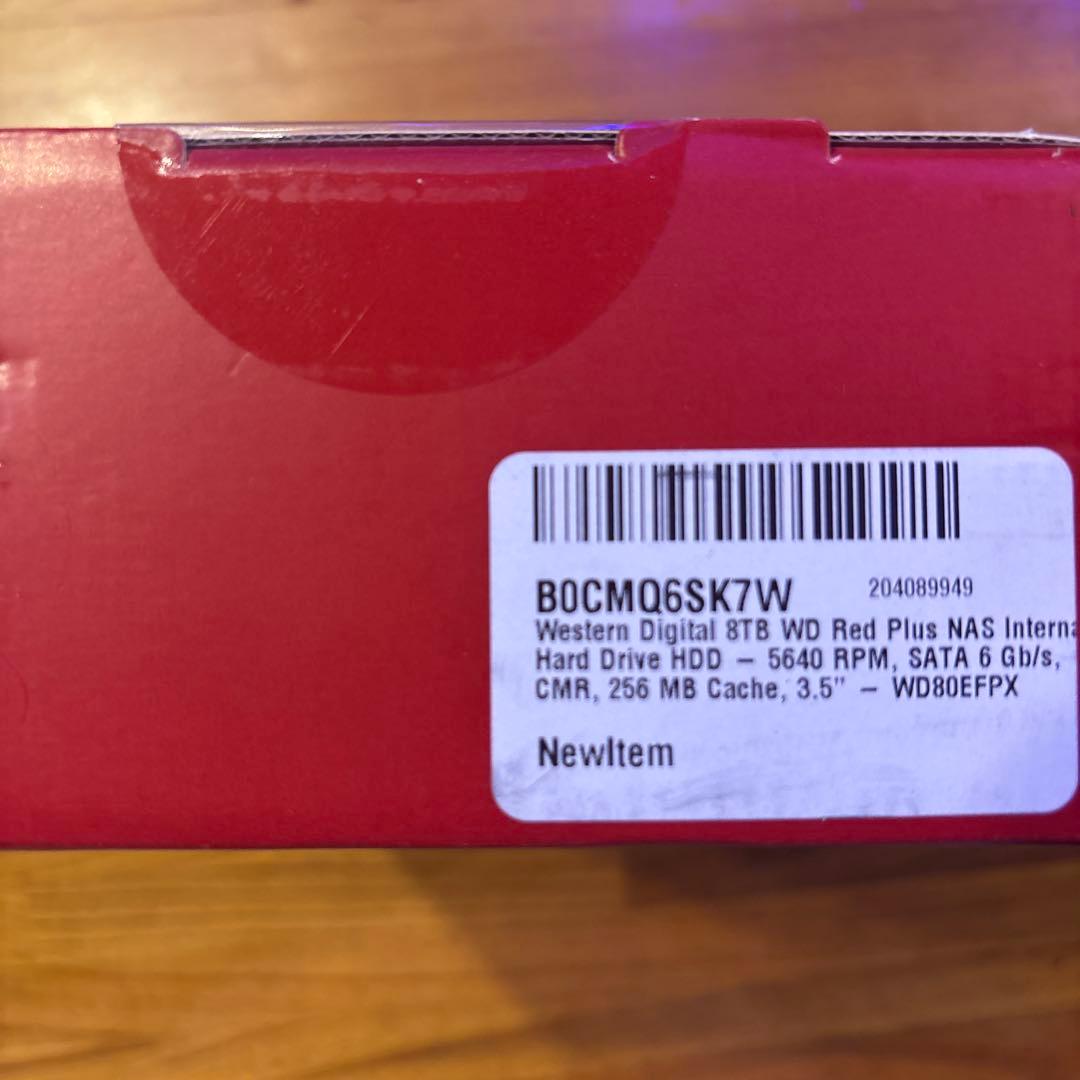 B0CMQ6SK7W 204089949
Western Digital 8TB WD Red Plus NAS Interna
Hard Drive HDD – 5640 RPM, SATA 6 Gb/s,
CMR, 256 MB Cache, 3.5" – WD80EFPX
NewItem